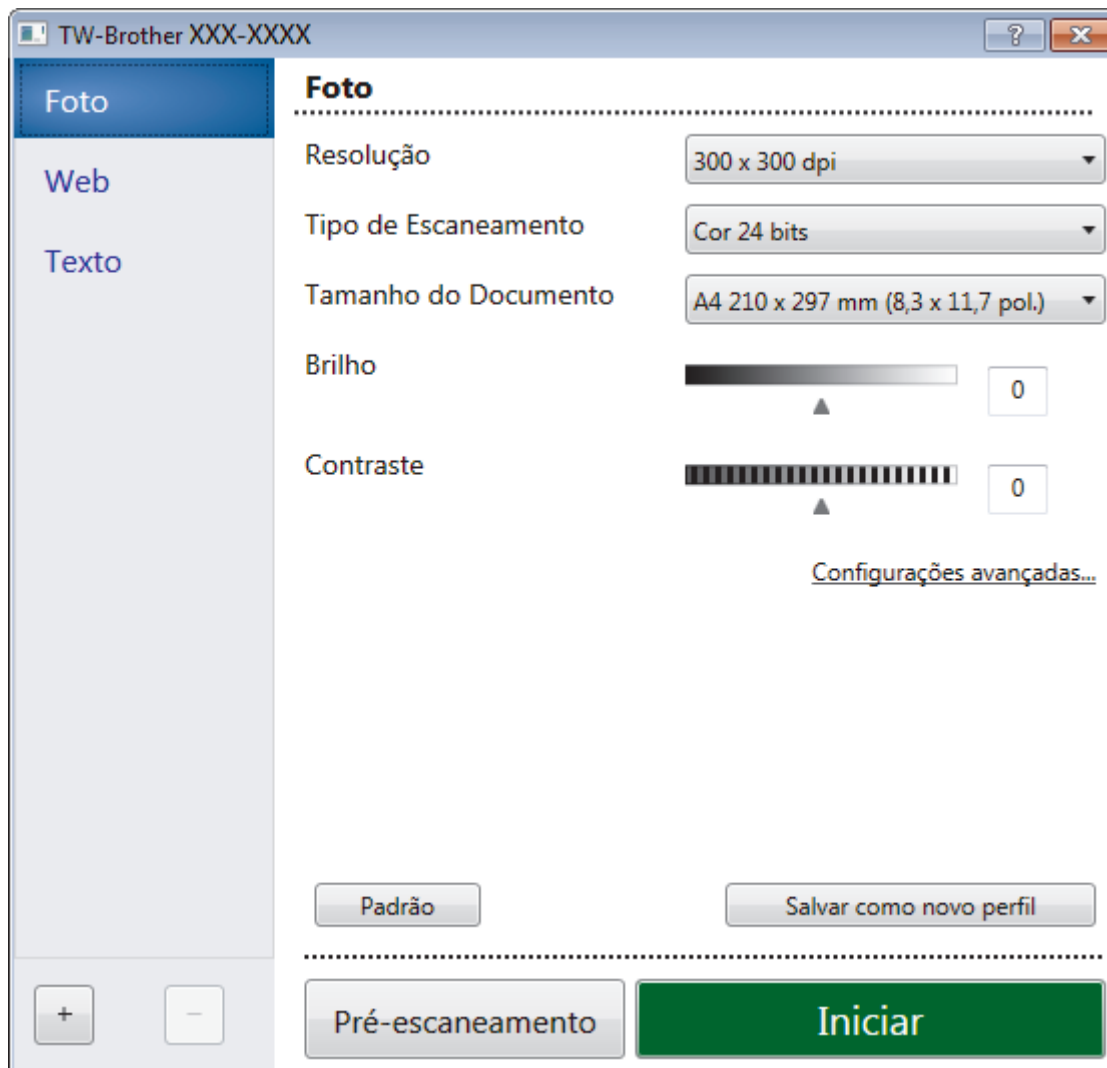 TW-Brother XXX-XXXX
Foto
Web
Texto
Foto
Resolução
300 x 300 dpi
Tipo de Escaneamento
Cor 24 bits
Tamanho do Documento
A4 210 x 297 mm (8,3 x 11,7 pol.)
Brilho
0
Contraste
0
Configurações avançadas...
Padrão
Salvar como novo perfil
+
−
Pré-escaneamento
Iniciar